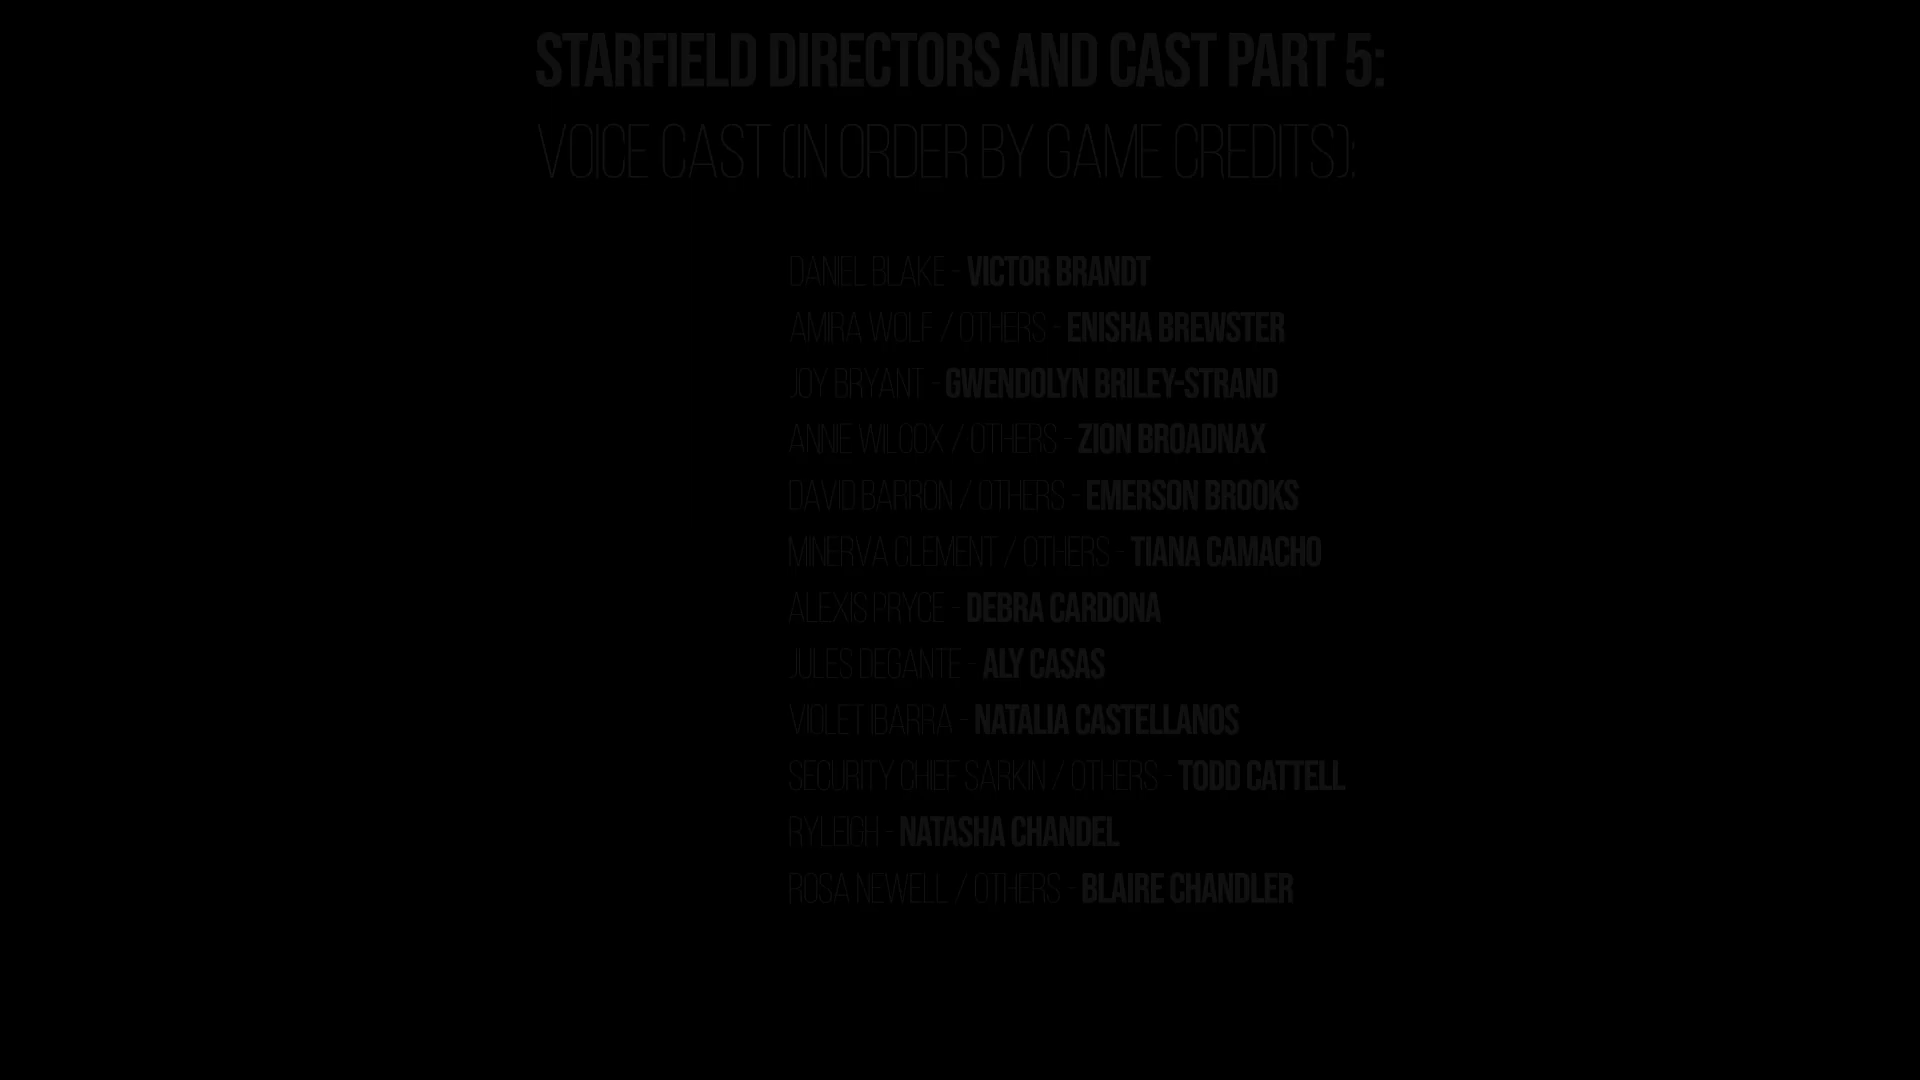 STARFIELD DIRECTORS AND CAST PART 5:
VOICE CAST (IN ORDER BY GAME CREDITS):
DANIEL BLAKE - VICTOR BRANDT
AMIRA WOLF / OTHERS - ENISHA BREWSTER
JOY BRYANT - GWENDOLYN BRILEY-STRAND
ANNIE WILCOX / OTHERS - ZION BROADNAX
DAVID BARRON / OTHERS - EMERSON BROOKS
MINERVA CLEMENT / OTHERS - TIANA CAMACHO
ALEXIS PRYCE - DEBRA CARDONA
JULES DEGANTE - ALY CASAS
VIOLET IBARRA - NATALIA CASTELLANOS
SECURITY CHIEF SARKIN / OTHERS - TODD CATTELL
RYLEIGH - NATASHA CHANDEL
ROSA NEWELL / OTHERS - BLAIRE CHANDLER